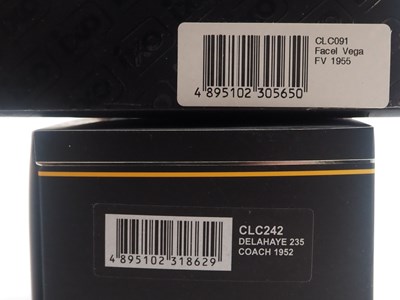 CLC091
Facel Vega
FV 1955
4 895102 305650
CLC242
DELAHAYE 235
COACH 1952
4 895102 318629